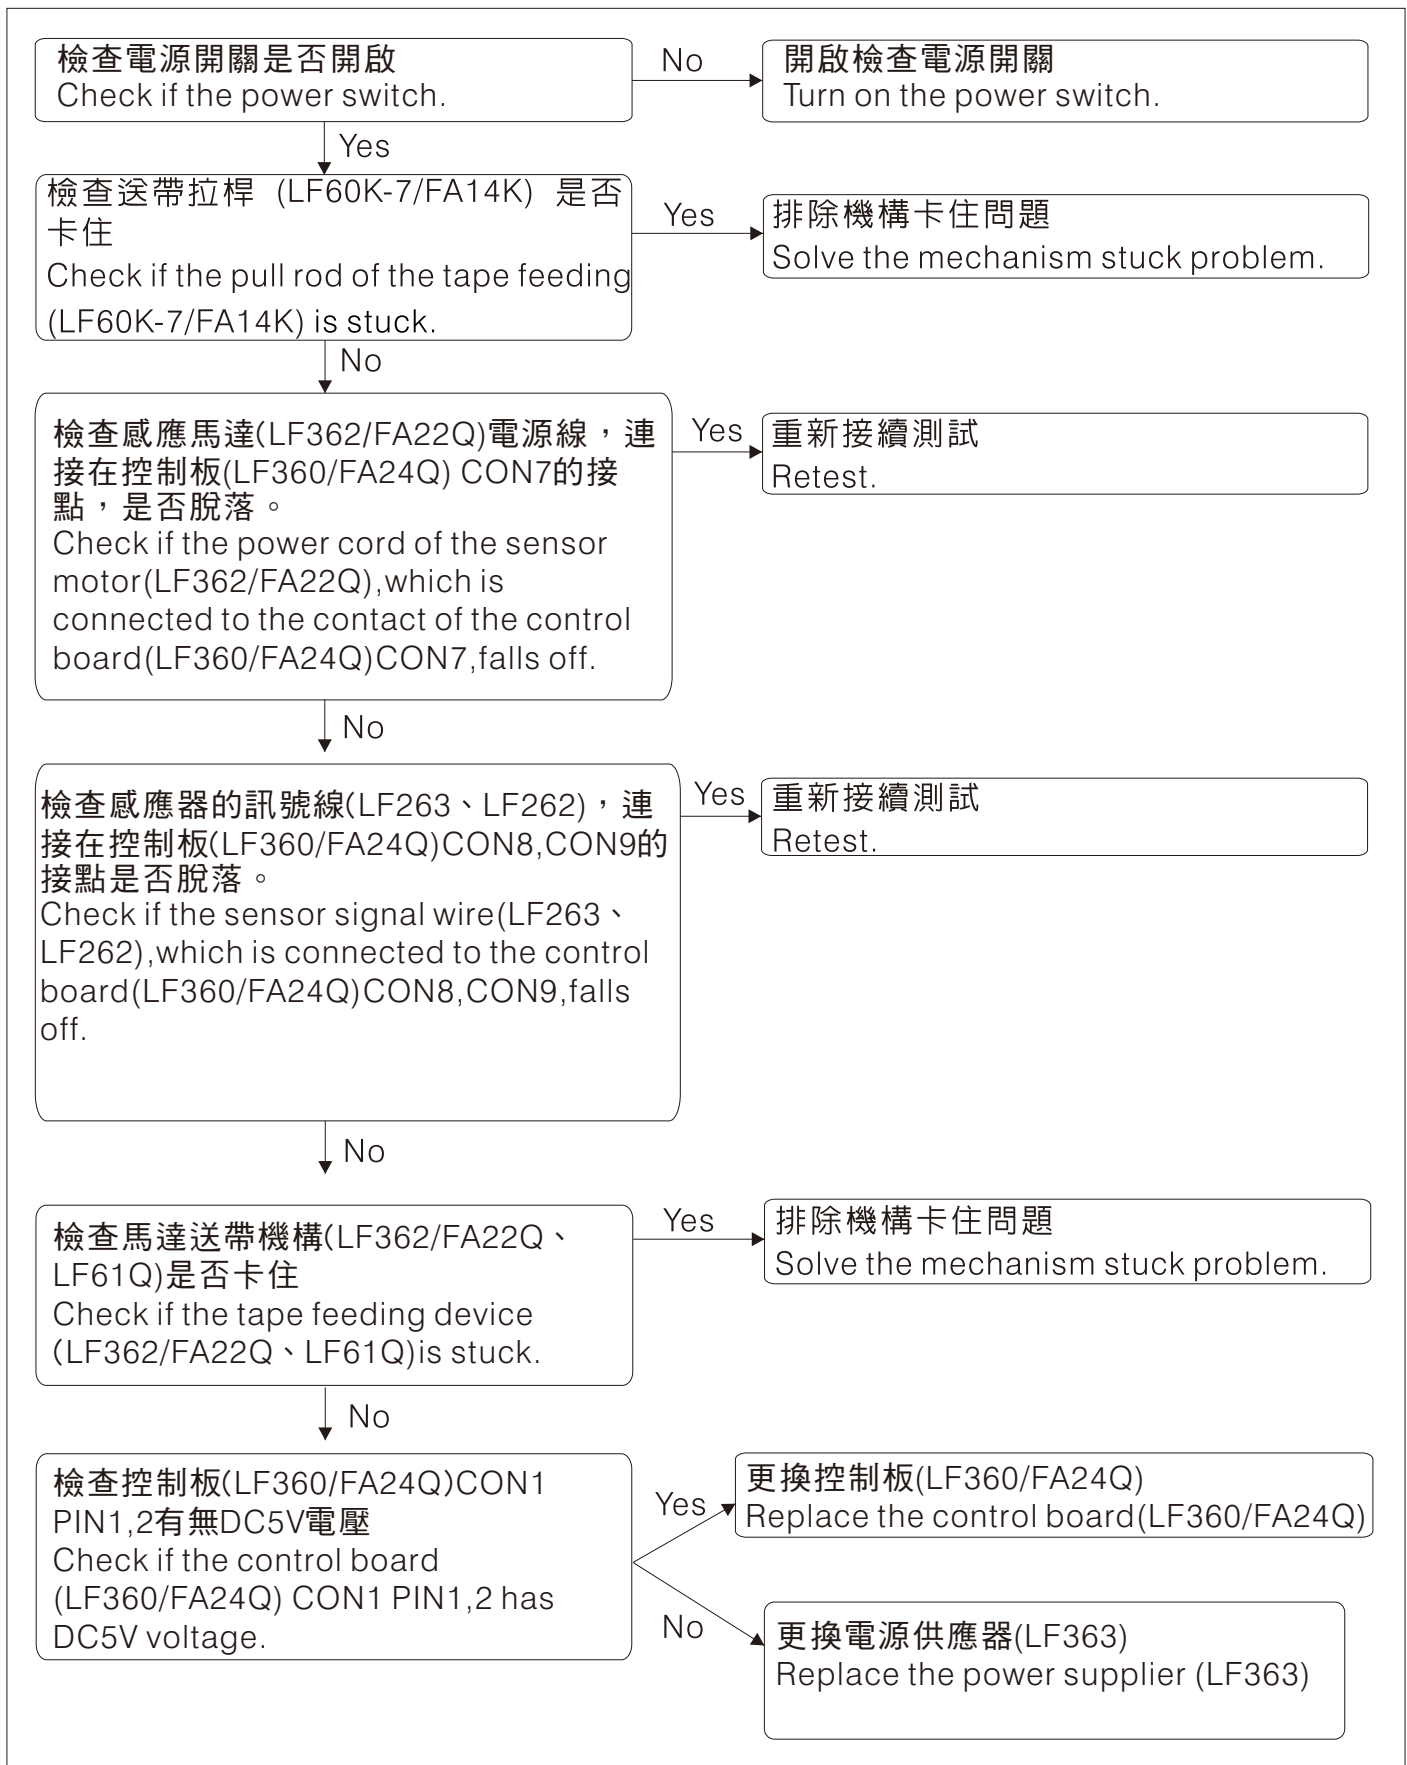 檢查電源開關是否開啟
Check if the power switch.
No
開啟檢查電源開關
Turn on the power switch.
Yes
檢查送帶拉桿 (LF60K-7/FA14K) 是否
卡住
Check if the pull rod of the tape feeding
(LF60K-7/FA14K) is stuck.
Yes
排除機構卡住問題
Solve the mechanism stuck problem.
No
檢查感應馬達(LF362/FA22Q)電源線，連
接在控制板(LF360/FA24Q) CON7的接
點，是否脫落。
Check if the power cord of the sensor
motor(LF362/FA22Q),which is
connected to the contact of the control
board(LF360/FA24Q)CON7,falls off.
Yes
重新接續測試
Retest.
No
檢查感應器的訊號線(LF263、LF262)，連
接在控制板(LF360/FA24Q)CON8,CON9的
接點是否脫落。
Check if the sensor signal wire(LF263、
LF262),which is connected to the control
board(LF360/FA24Q)CON8,CON9,falls
off.
Yes
重新接續測試
Retest.
No
檢查馬達送帶機構(LF362/FA22Q、
LF61Q)是否卡住
Check if the tape feeding device
(LF362/FA22Q、LF61Q)is stuck.
Yes
排除機構卡住問題
Solve the mechanism stuck problem.
No
檢查控制板(LF360/FA24Q)CON1
PIN1,2有無DC5V電壓
Check if the control board
(LF360/FA24Q) CON1 PIN1,2 has
DC5V voltage.
Yes
更換控制板(LF360/FA24Q)
Replace the control board(LF360/FA24Q)
No
更換電源供應器(LF363)
Replace the power supplier (LF363)